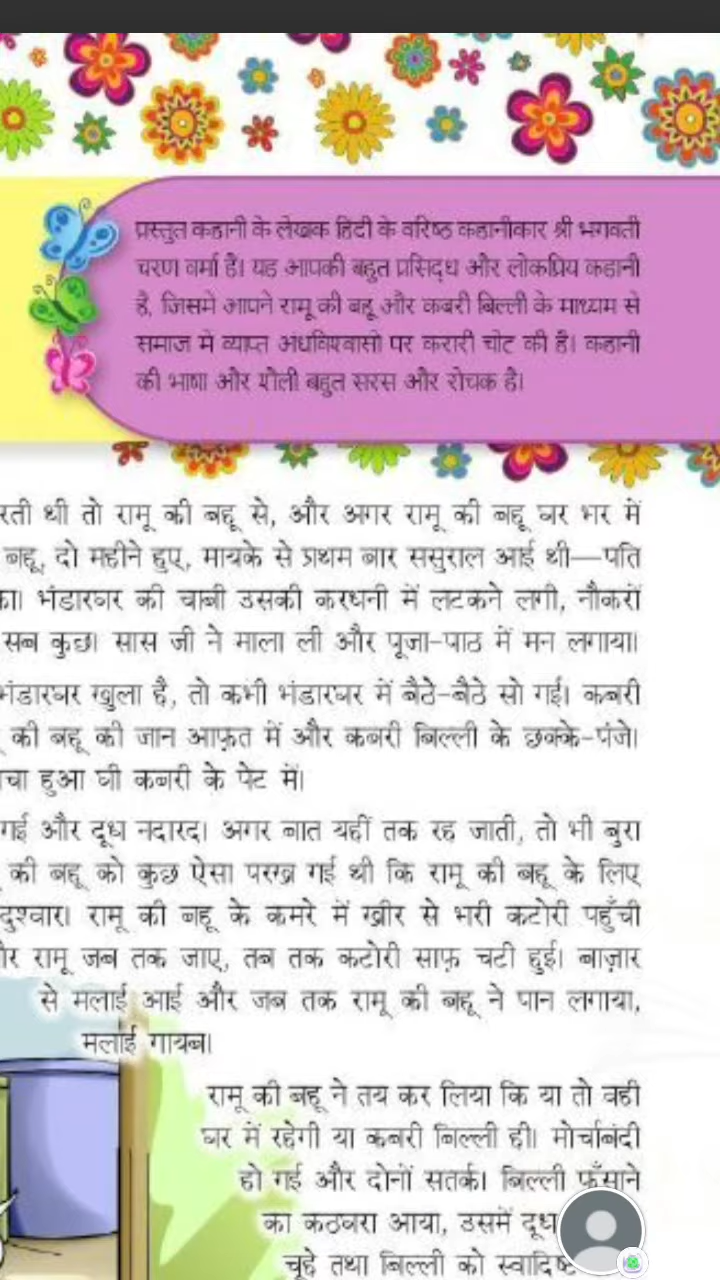 प्रस्तुत कहानी के लेखक हिंदी के वरिष्ठ कहानीकार श्री भगवती
चरण वर्मा हैं। यह आपकी बहुत प्रसिद्ध और लोकप्रिय कहानी
है, जिसमें आपने रामू की बहू और कबरी बिल्ली के माध्यम से
समाज में व्याप्त अंधविश्वासों पर करारी चोट की है। कहानी
की भाषा और शैली बहुत सरस और रोचक है।
रती थी तो रामू की बहू से, और अगर रामू की बहू घर भर में
बहू, दो महीने हुए, मायके से प्रथम बार ससुराल आई थी—पति
का। भंडारघर की चाबी उसकी करधनी में लटकने लगी, नौकरों
सब कुछ। सास जी ने माला ली और पूजा-पाठ में मन लगाया।
भंडारघर खुला है, तो कभी भंडारघर में बैठे-बैठे सो गई। कबरी
की बहू की जान आफ़त में और कबरी बिल्ली के छक्के-पंजे।
चा हुआ घी कबरी के पेट में।
गई और दूध नदारद। अगर बात यहीं तक रह जाती, तो भी बुरा
की बहू को कुछ ऐसा परख गई थी कि रामू की बहू के लिए
दुश्वार। रामू की बहू के कमरे में खीर से भरी कटोरी पहुँची
र रामू जब तक जाए, तब तक कटोरी साफ़ चटी हुई। बाज़ार
से मलाई आई और जब तक रामू की बहू ने पान लगाया,
मलाई गायब।
रामू की बहू ने तय कर लिया कि या तो वही
घर में रहेगी या कबरी बिल्ली ही। मोर्चाबंदी
हो गई और दोनों सतर्क। बिल्ली फँसाने
का कठघरा आया, उसमें दूध
चूहे तथा बिल्ली को स्वादिष्ट